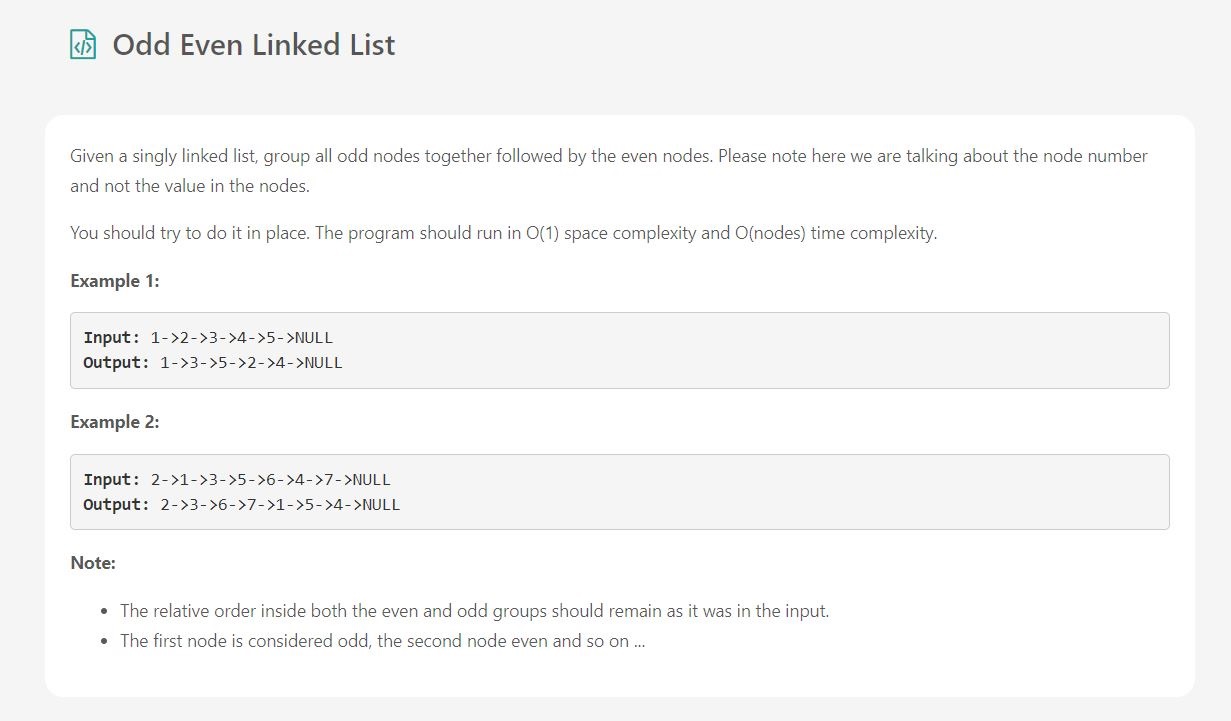 Odd Even Linked List
Given a singly linked list, group all odd nodes together followed by the even nodes. Please note here we are talking about the node number
and not the value in the nodes.
You should try to do it in place. The program should run in O(1) space complexity and O(nodes) time complexity.
Example 1:
Input: 1->2->3->4->5->NULL
Output: 1->3->5->2->4->NULL
Example 2:
Input: 2->1->3->5->6->4->7->NULL
Output: 2->3->6->7->1->5->4->NULL
Note:
• The relative order inside both the even and odd groups should remain as it was in the input.
• The first node is considered odd, the second node even and so on ...